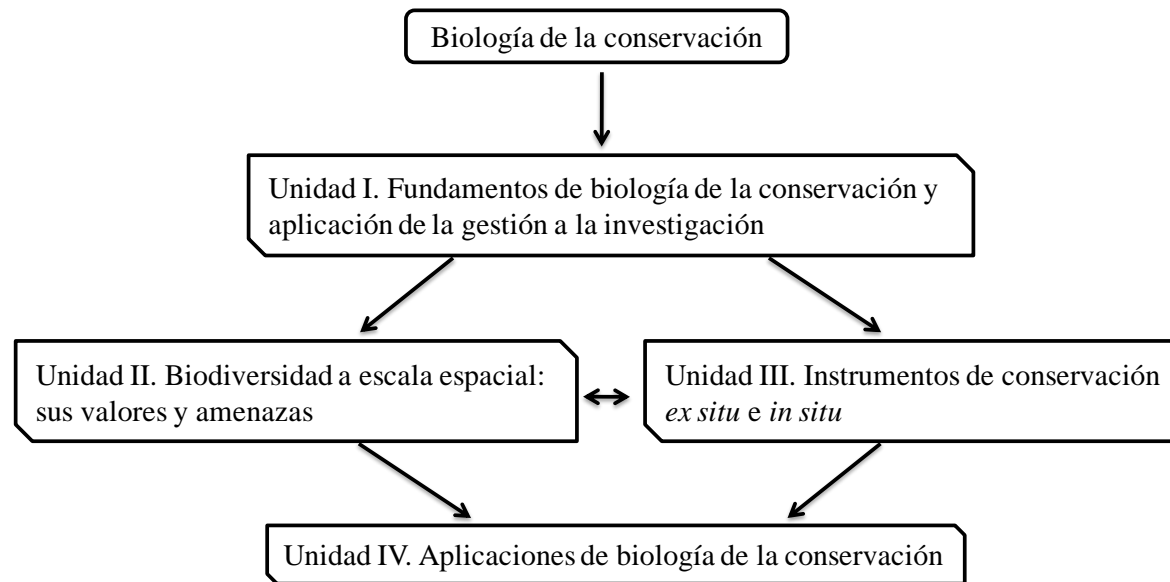 Biología de la conservación
Unidad I. Fundamentos de biología de la conservación y
aplicación de la gestión a la investigación
Unidad II. Biodiversidad a escala espacial:
sus valores y amenazas
Unidad III. Instrumentos de conservación
ex situ e in situ
Unidad IV. Aplicaciones de biología de la conservación